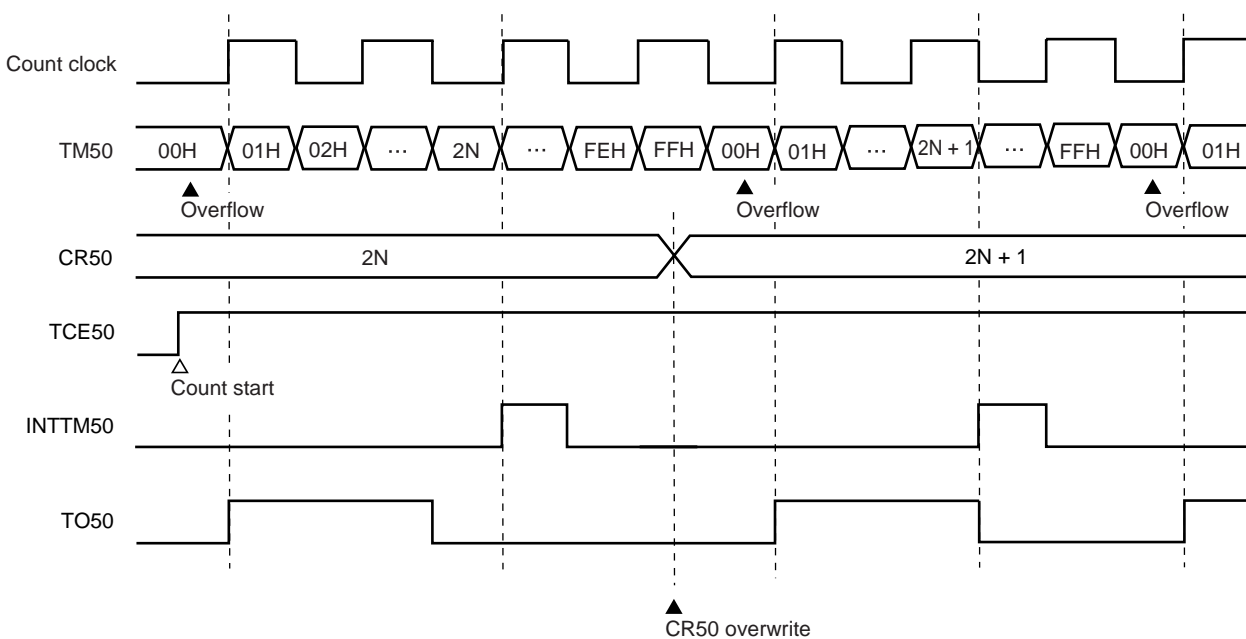 Count clock
TM50 00H 01H 02H ... 2N ... FEH FFH 00H 01H ... 2N + 1 ... FFH 00H 01H
Overflow Overflow Overflow
CR50 2N 2N + 1
TCE50
Count start
INTTM50
TO50
CR50 overwrite